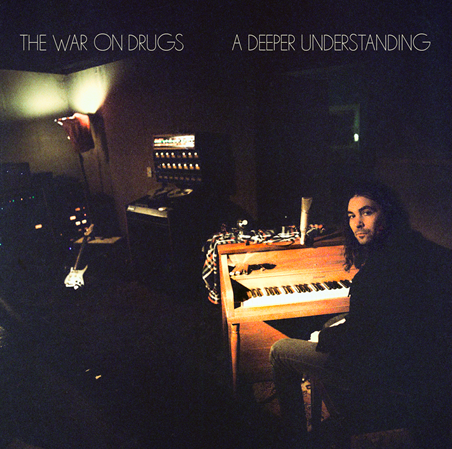 THE WAR ON DRUGS
A DEEPER UNDERSTANDING